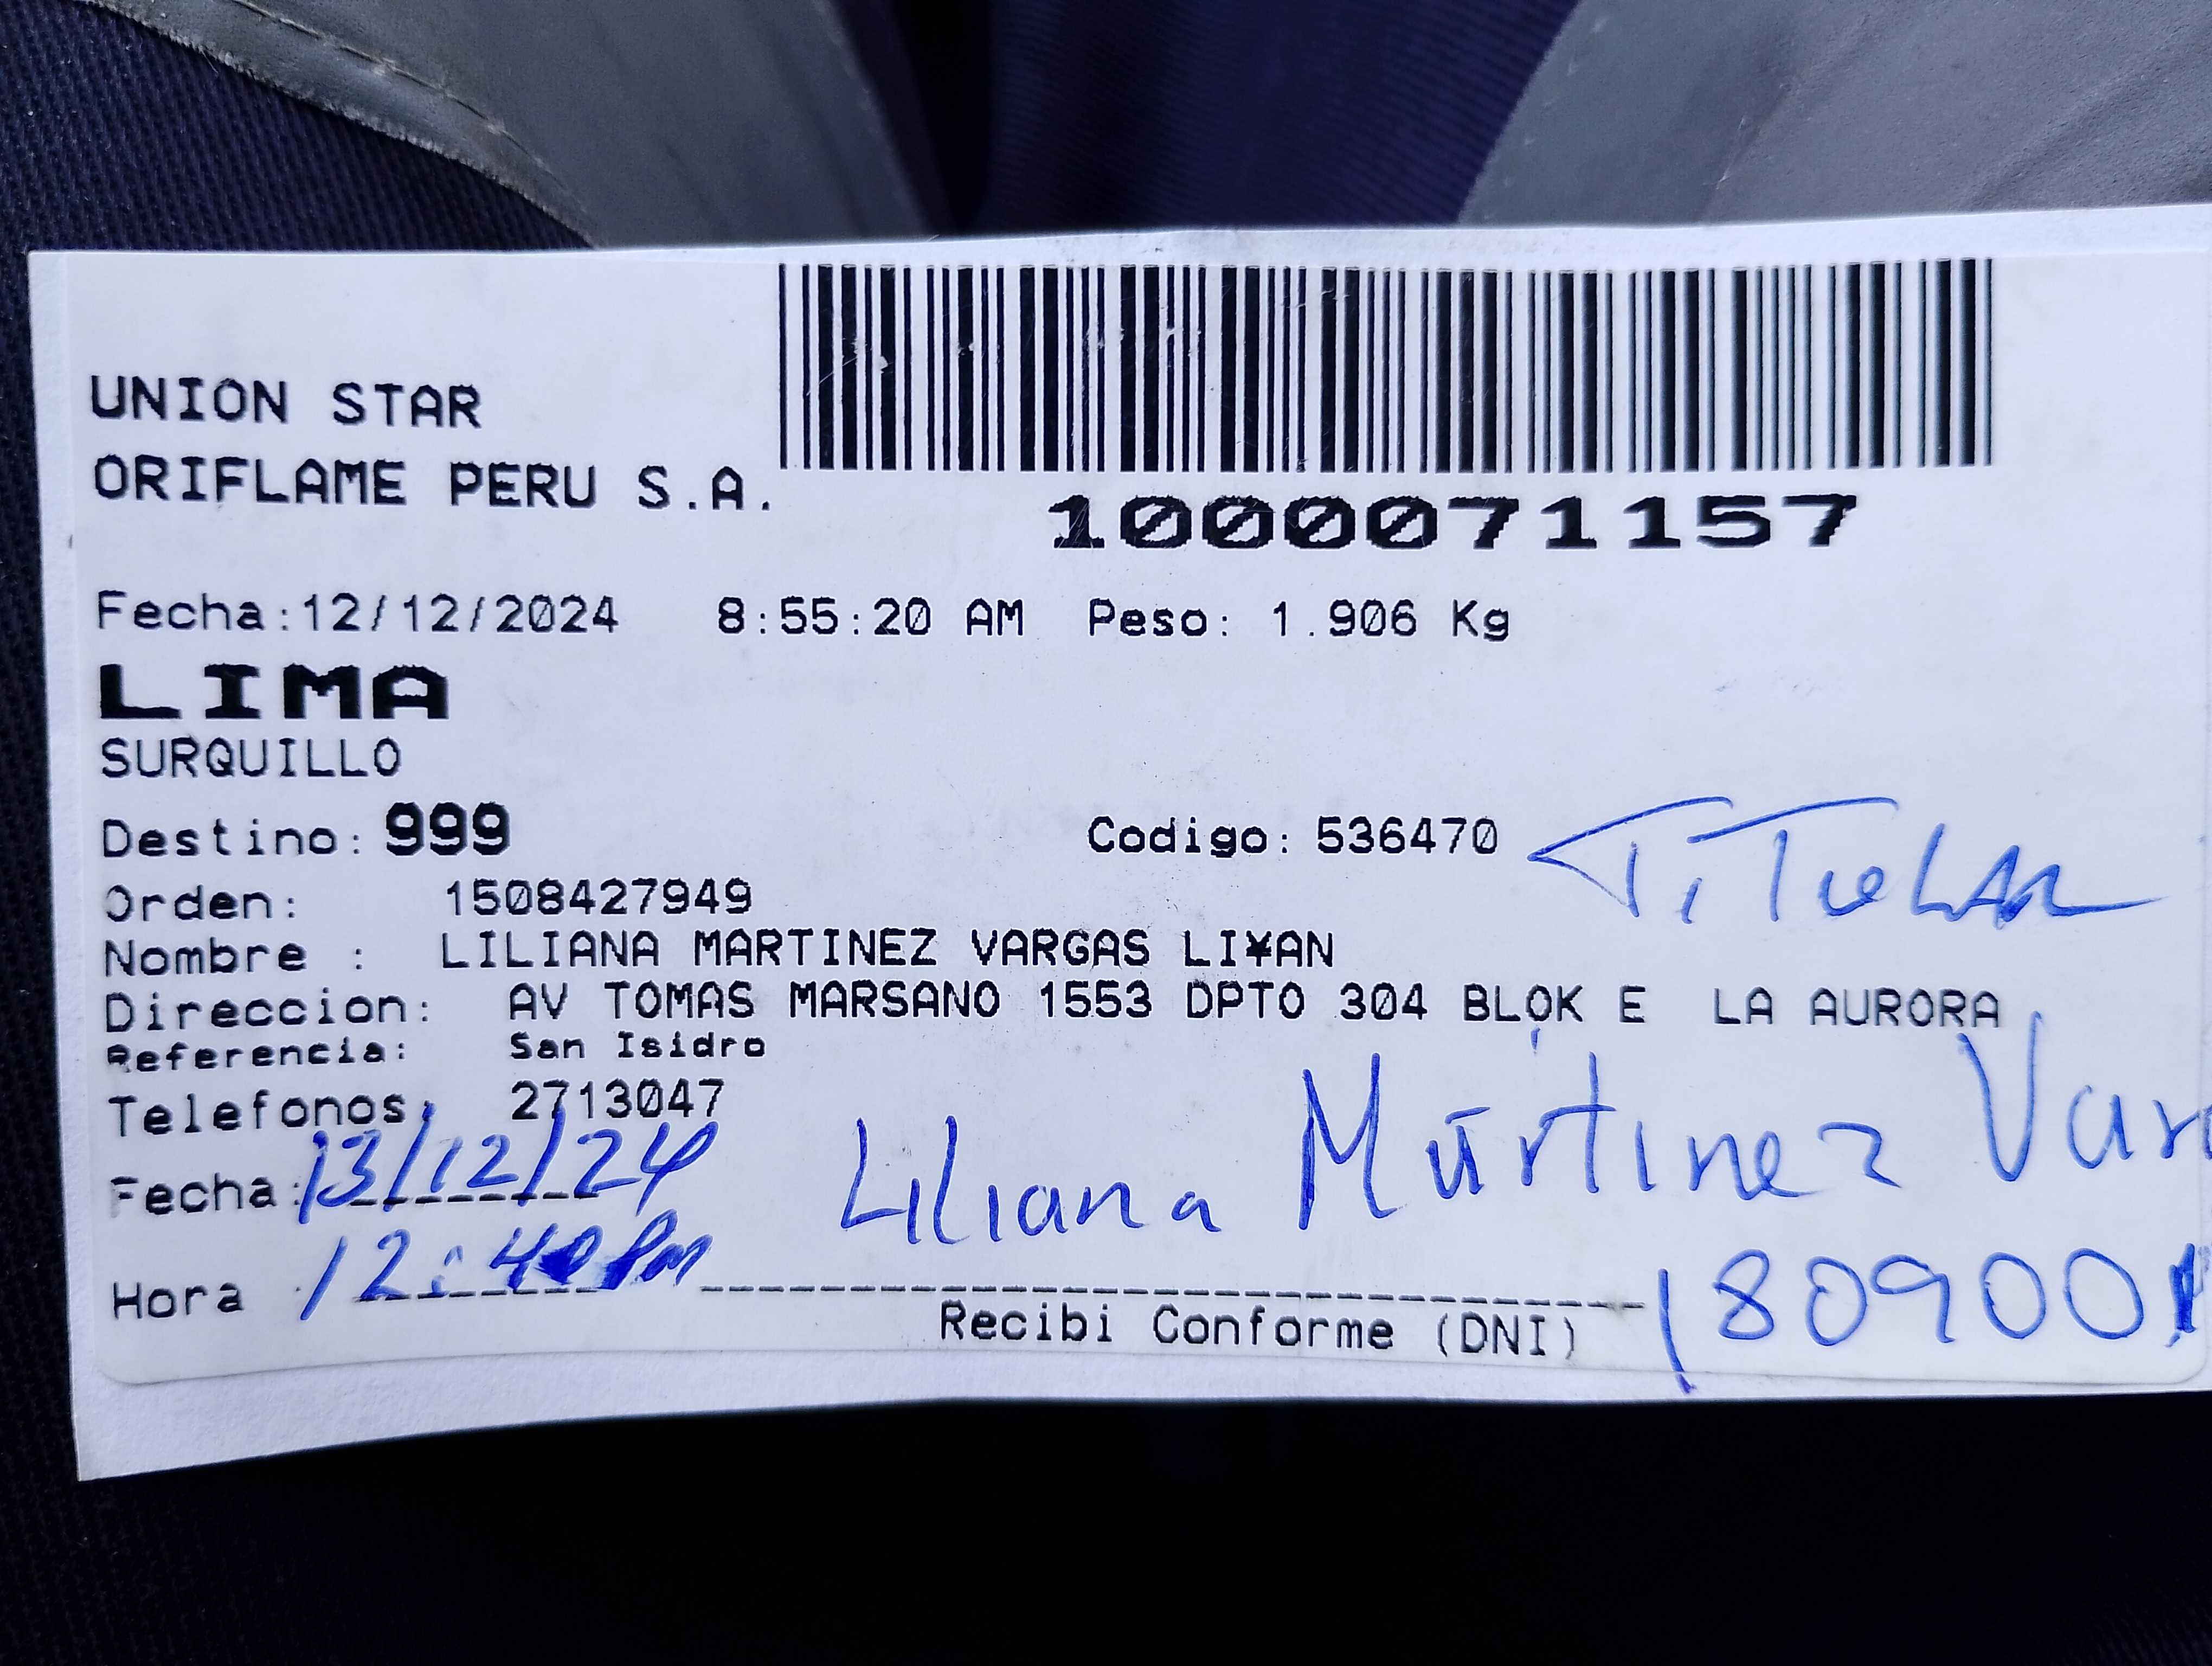 UNION STAR
ORIFLAME PERU S.A.
1000071157
Fecha:12/12/2024 8:55:20 AM Peso: 1.906 Kg
LIMA
SURQUILLO
Destino: 999 Codigo: 536470 TiTuLAR
Orden: 1508427949
Nombre : LILIANA MARTINEZ VARGAS LI¥AN
Direccion: AV TOMAS MARSANO 1553 DPTO 304 BLOK E LA AURORA
Referencia: San Isidro
Telefonos: 2713047
Fecha: 13/12/24 Liliana Martinez
Hora 12:40 Pm
Recibi Conforme (DNI) 180900